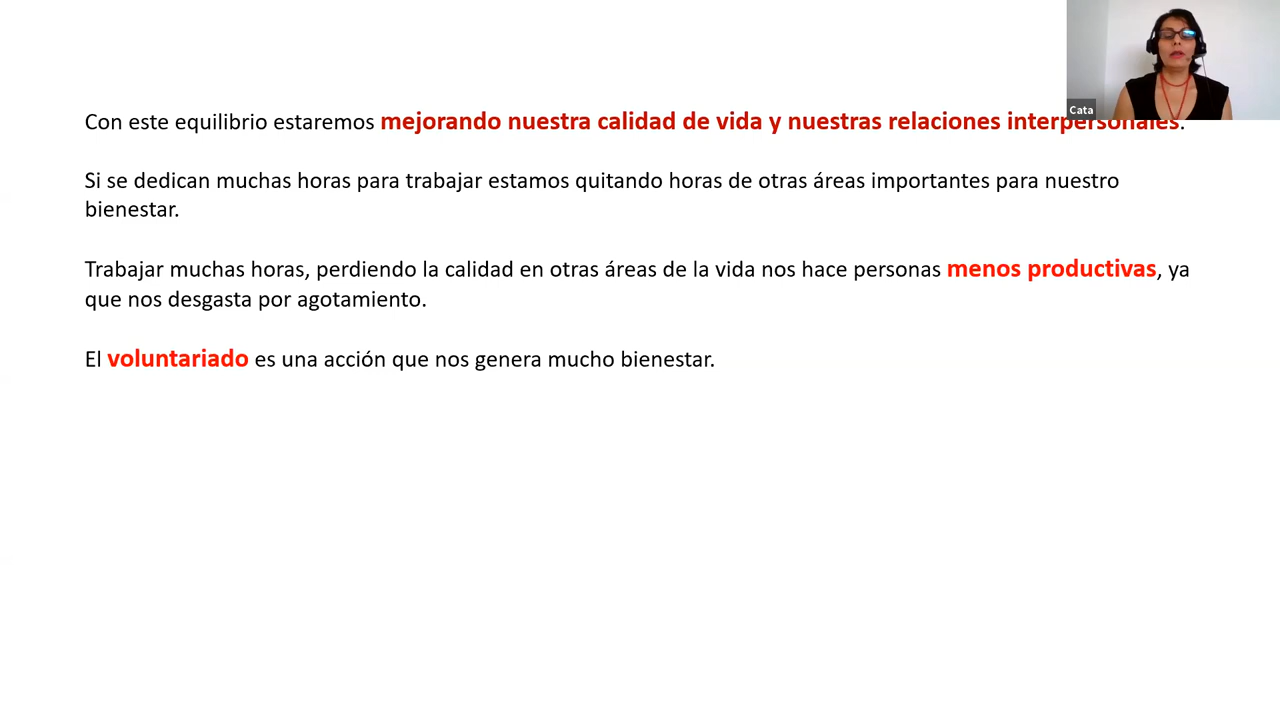 Con este equilibrio estaremos mejorando nuestra calidad de vida y nuestras relaciones interpersonales.
Cata
Si se dedican muchas horas para trabajar estamos quitando horas de otras áreas importantes para nuestro
bienestar.
Trabajar muchas horas, perdiendo la calidad en otras áreas de la vida nos hace personas menos productivas, ya
que nos desgasta por agotamiento.
El voluntariado es una acción que nos genera mucho bienestar.